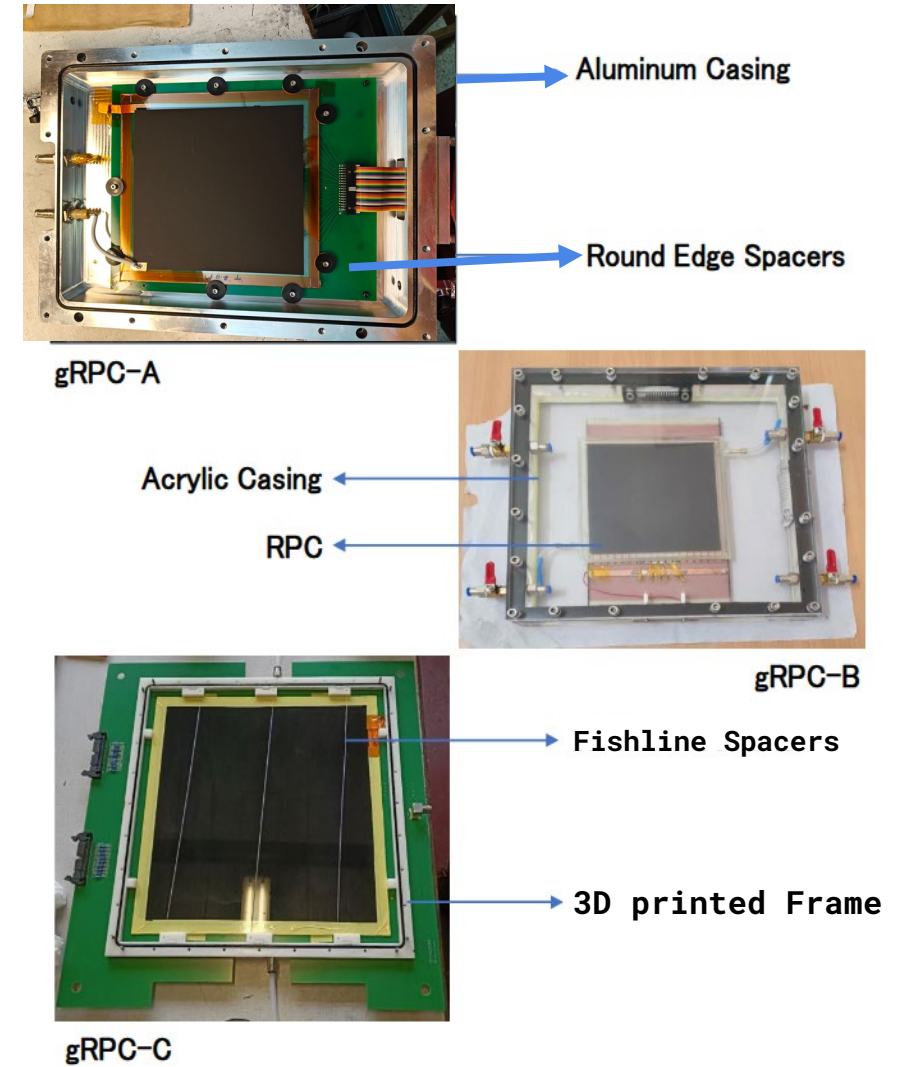 Aluminum Casing
Round Edge Spacers
gRPC-A
Acrylic Casing
RPC
gRPC-B
Fishline Spacers
3D printed Frame
gRPC-C